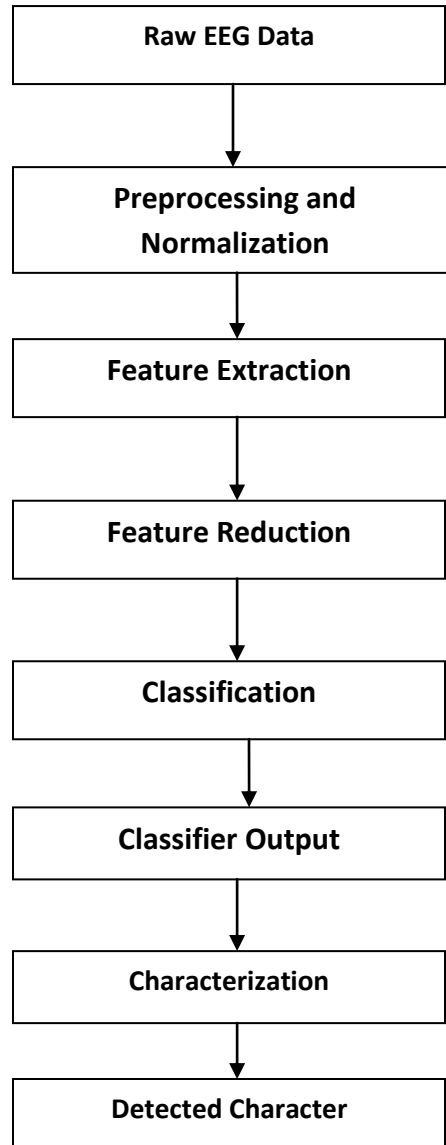 Raw EEG Data
Preprocessing and
Normalization
Feature Extraction
Feature Reduction
Classification
Classifier Output
Characterization
Detected Character